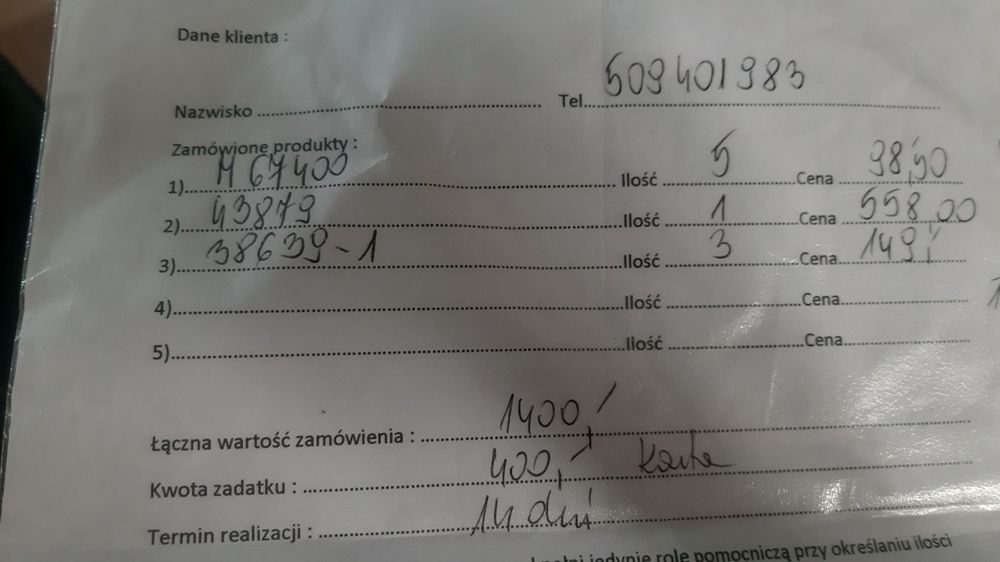 Dane klienta :
Nazwisko ........................ Tel. 509401983
Zamówione produkty :
1) M 67400 Ilość 5 Cena 98,90
2) 43879 Ilość 1 Cena 558,00
3) 38639-1 Ilość 3 Cena 149,-
4) ........................ Ilość ............ Cena............
5) ........................ Ilość ............ Cena............
Łączna wartość zamówienia : 1400,-
Kwota zadatku : 400,- Karta
Termin realizacji : 14 dni
jedynie rolę pomocniczą przy określaniu ilości